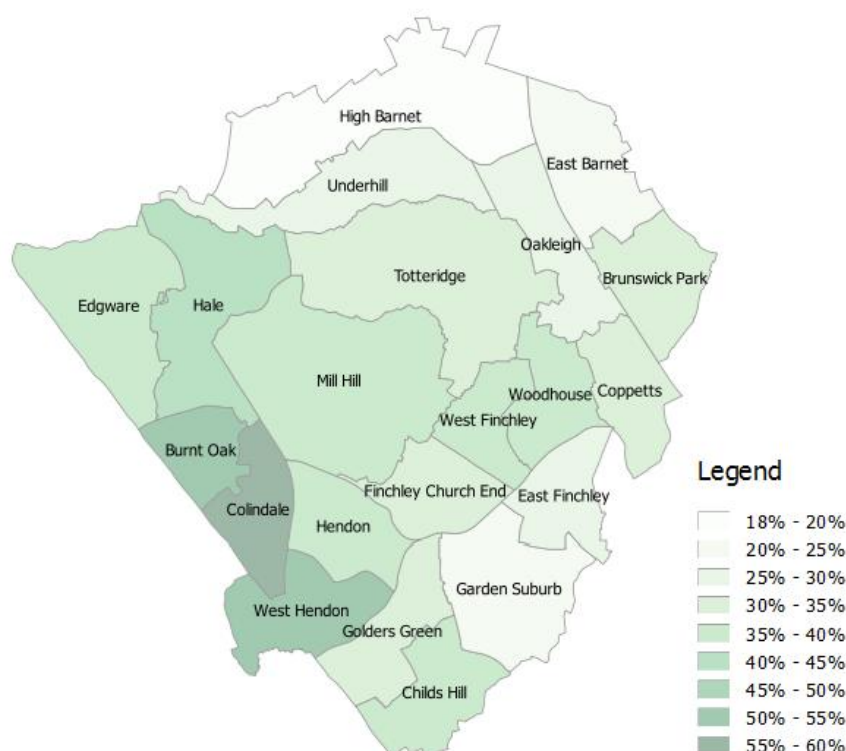 High Barnet
East Barnet
Underhill
Oakleigh
Totteridge
Brunswick Park
Edgware
Hale
Mill Hill
Woodhouse
Coppetts
West Finchley
Burnt Oak
Finchley Church End
East Finchley
Colindale
Hendon
Garden Suburb
West Hendon
Golders Green
Childs Hill
Legend
18% - 20%
20% - 25%
25% - 30%
30% - 35%
35% - 40%
40% - 45%
45% - 50%
50% - 55%
55% - 60%